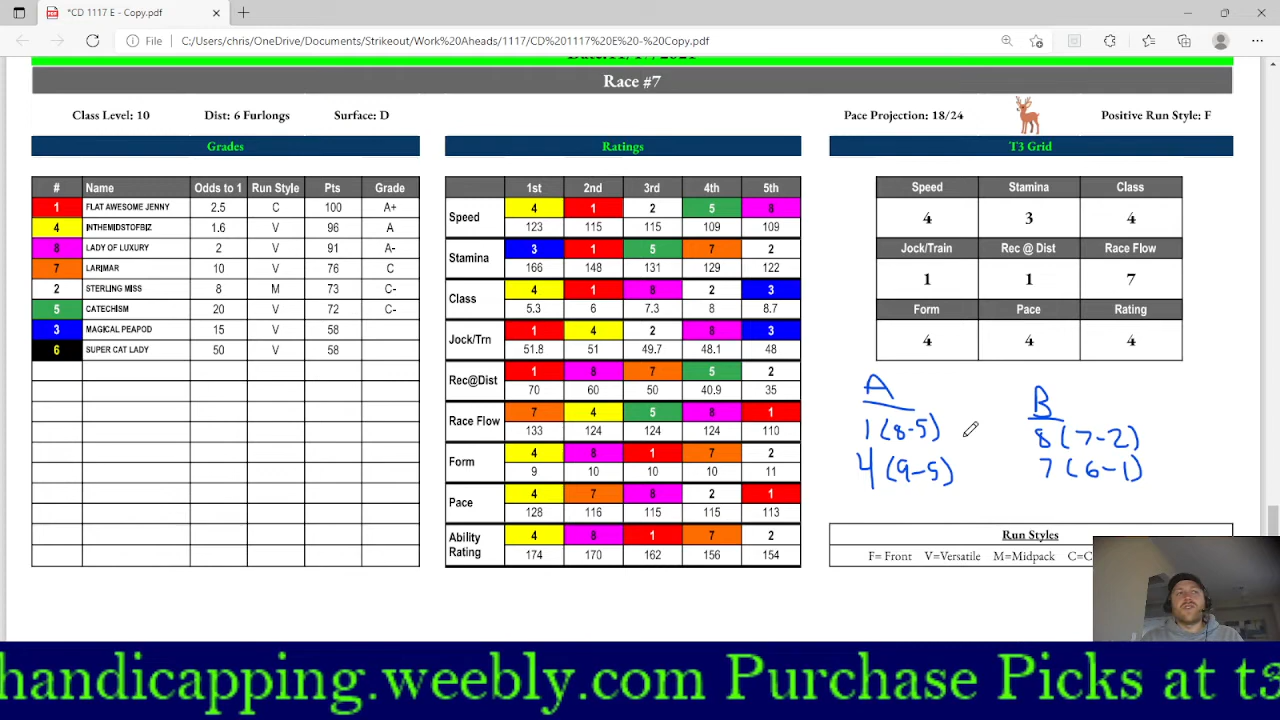 *CD 1117 E - Copy.pdf
File C:/Users/chris/OneDrive/Documents/Strikeout/Work%20Aheads/1117/CD%201117%20E%20-%20Copy.pdf
Date:11/17/2021
Race #7
Class Level: 10 Dist: 6 Furlongs Surface: D Pace Projection: 18/24 Positive Run Style: F
Grades
# Name Odds to 1 Run Style Pts Grade
1 FLAT AWESOME JENNY 2.5 C 100 A+
4 INTHEMIDSTOFBIZ 1.6 V 96 A
8 LADY OF LUXURY 2 V 91 A-
7 LARIMAR 10 V 76 C
2 STERLING MISS 8 M 73 C-
5 CATECHISM 20 V 72 C-
3 MAGICAL PEAPOD 15 V 58
6 SUPER CAT LADY 50 V 58
Ratings
1st 2nd 3rd 4th 5th
Speed 4 1 2 5 8
123 115 115 109 109
Stamina 3 1 5 7 2
166 148 131 129 122
Class 4 1 8 2 3
5.3 6 7.3 8 8.7
Jock/Trn 1 4 2 8 3
51.8 51 49.7 48.1 48
Rec@Dist 1 8 7 5 2
70 60 50 40.9 35
Race Flow 7 4 5 8 1
133 124 124 124 110
Form 4 8 1 7 2
9 10 10 10 11
Pace 4 7 8 2 1
128 116 115 115 113
Ability Rating 4 8 1 7 2
174 170 162 156 154
T3 Grid
Speed Stamina Class
4 3 4
Jock/Train Rec @ Dist Race Flow
1 1 7
Form Pace Rating
4 4 4
A B
1 (8-5) 8 (7-2)
4 (9-5) 7 (6-1)
Run Styles
F= Front V=Versatile M=Midpack C=C
handicapping.weebly.com Purchase Picks at t3